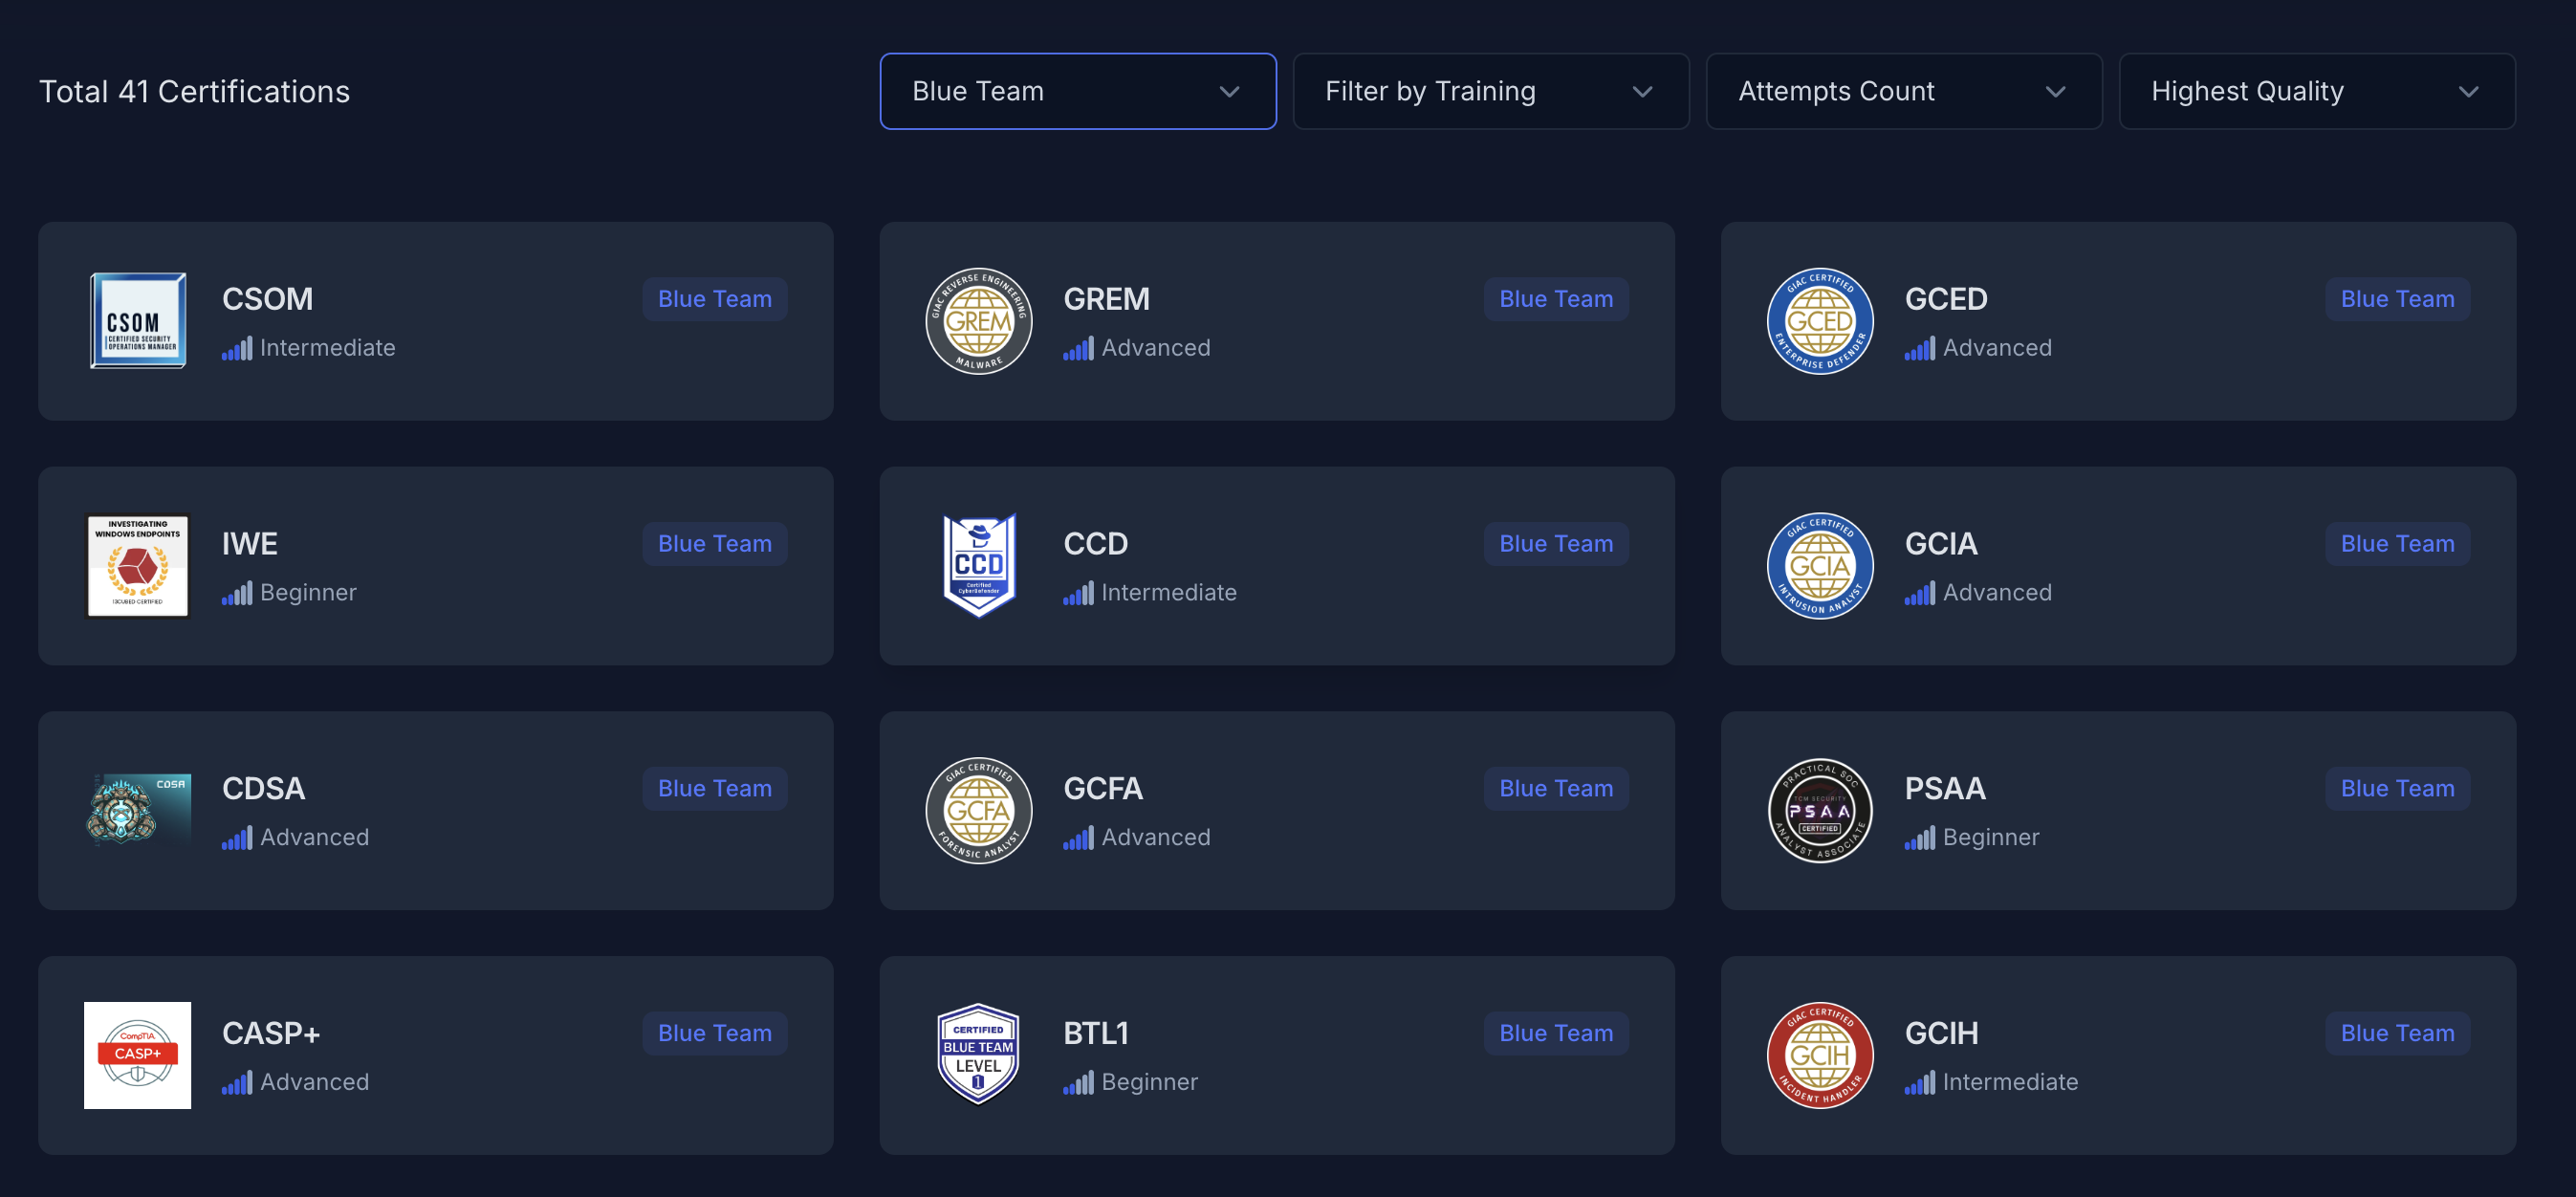 Total 41 Certifications
Blue Team
Filter by Training
Attempts Count
Highest Quality
CSOM
CERTIFIED SECURITY
OPERATIONS MANAGER
CSOM
Blue Team
Intermediate
GIAC REVERSE ENGINEERING
GREM
MALWARE
GREM
Blue Team
Advanced
GIAC CERTIFIED
GCED
ENTERPRISE DEFENDER
GCED
Blue Team
Advanced
INVESTIGATING
WINDOWS ENDPOINTS
13CUBED CERTIFIED
IWE
Blue Team
Beginner
CCD
Certified
CyberDefender
CCD
Blue Team
Intermediate
GIAC CERTIFIED
GCIA
INTRUSION ANALYST
GCIA
Blue Team
Advanced
CDSA
CDSA
Blue Team
Advanced
GIAC CERTIFIED
GCFA
FORENSIC ANALYST
GCFA
Blue Team
Advanced
PRACTICAL SOC
TCM SECURITY
PSAA
CERTIFIED
ANALYST ASSOCIATE
PSAA
Blue Team
Beginner
CompTIA
CASP+
CASP+
Blue Team
Advanced
CERTIFIED
BLUE TEAM
LEVEL
1
BTL1
Blue Team
Beginner
GIAC CERTIFIED
GCIH
INCIDENT HANDLER
GCIH
Blue Team
Intermediate